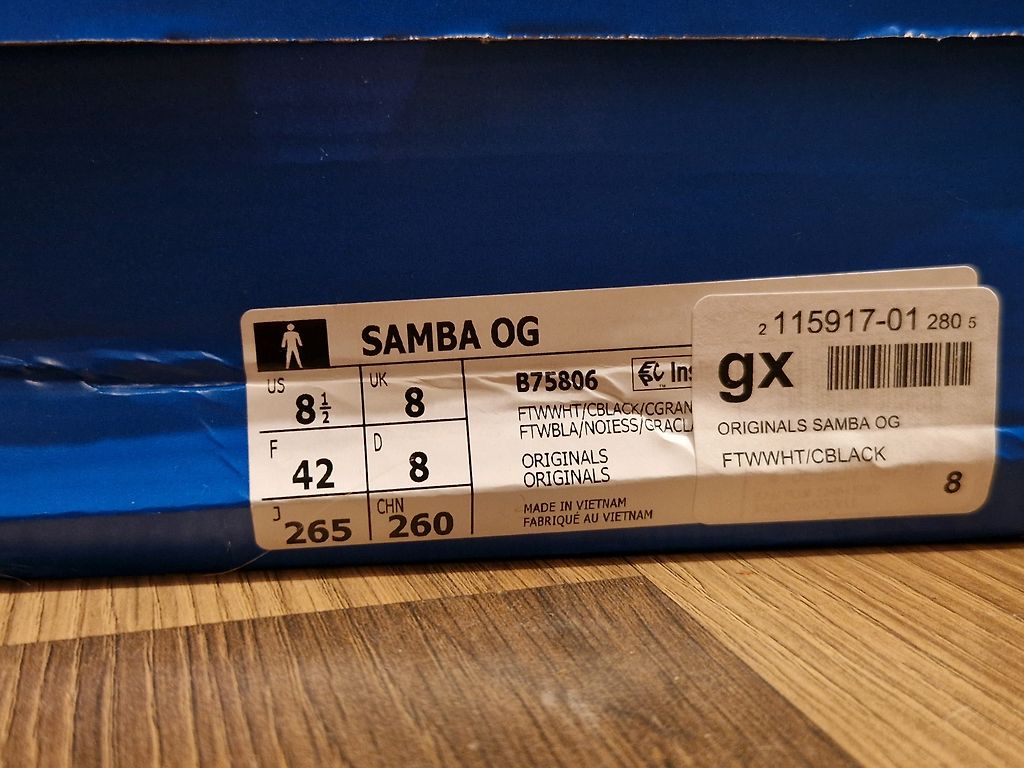 SAMBA OG
US 8½
UK 8
F 42
D 8
J 265
CHN 260
B75806
FTWWHT/CBLACK/CGRAN
FTWBLA/NOIESS/GRACLA
ORIGINALS
ORIGINALS
MADE IN VIETNAM
FABRIQUÉ AU VIETNAM
2 115917-01 280 5
gx
ORIGINALS SAMBA OG
FTWWHT/CBLACK
8